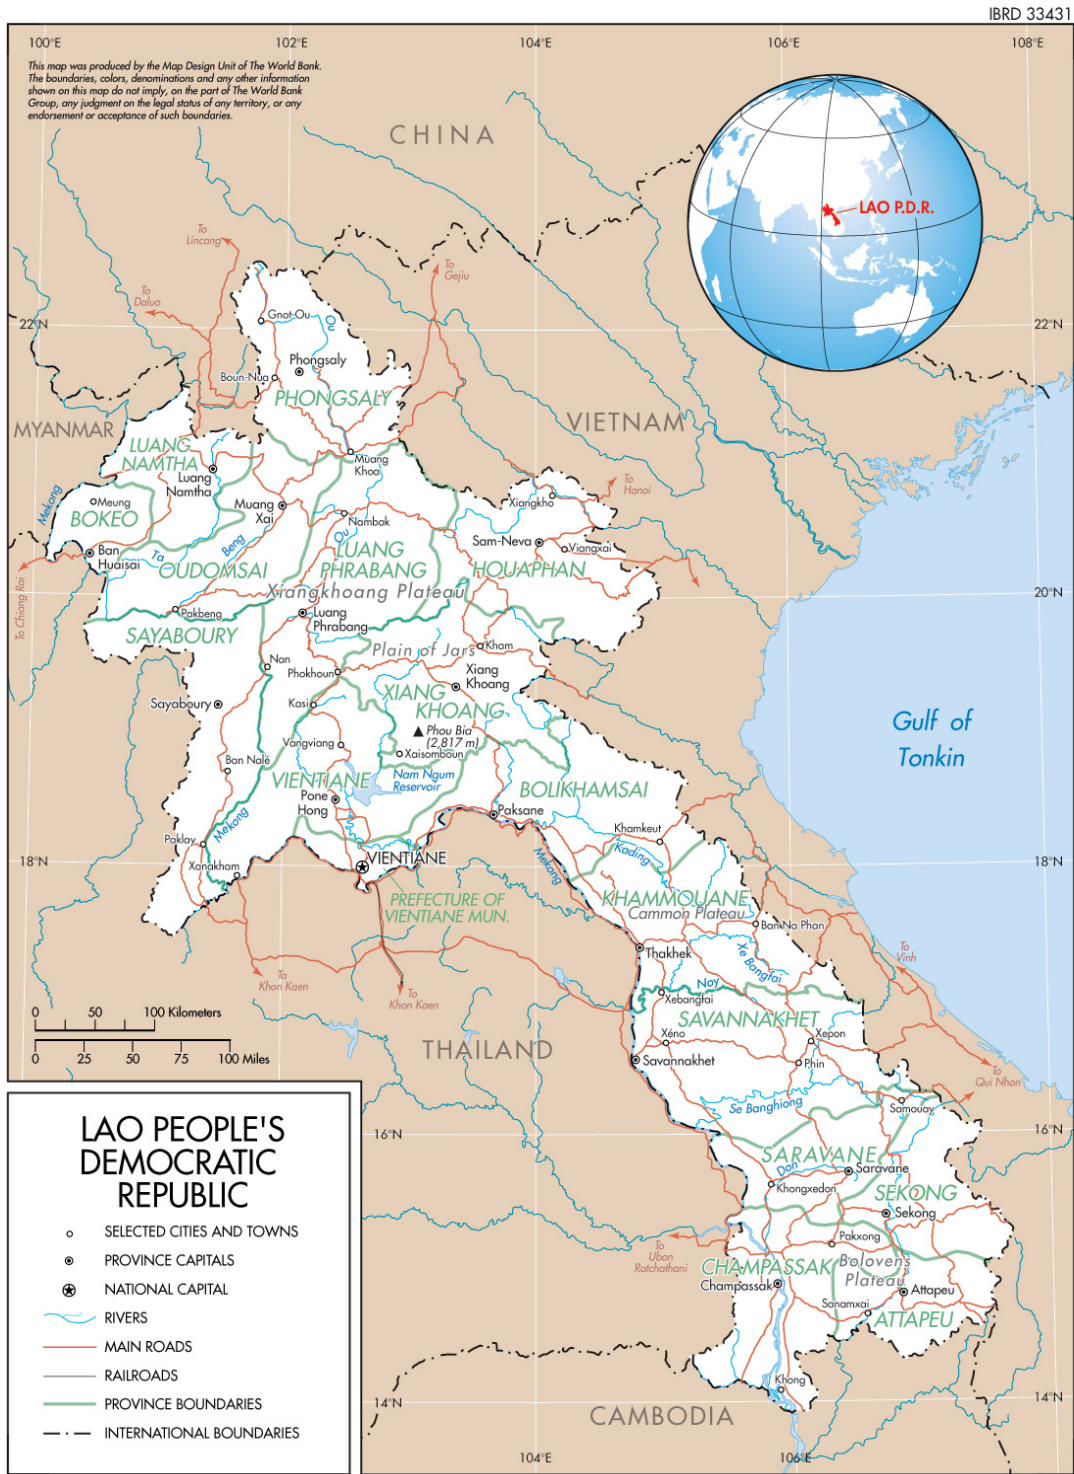 IBRD 33431
100°E
102°E
104°E
106°E
108°E
This map was produced by the Map Design Unit of The World Bank.
The boundaries, colors, denominations and any other information
shown on this map do not imply, on the part of The World Bank
Group, any judgment on the legal status of any territory, or any
endorsement or acceptance of such boundaries.
CHINA
LAO P.D.R.
To
Lincang
To
Gejiu
To
Daluo
Gnot-Ou
Ou
22°N
22°N
Phongsaly
Boun-Nua
PHONGSALY
MYANMAR
VIETNAM
LUANG
NAMTHA
Muang
Khoa
Luang
Namtha
To
Hanoi
Mekong
Meung
BOKEO
Muang
Xai
Nambak
Xiangkho
Ou
Beng
Sam-Neva
Viangxai
Ban
Huaisai
Ta
OUDOMSAI
LUANG
PHRABANG
HOUAPHAN
To Chiang Rai
Xiangkhoang Plateau
20°N
20°N
Pakbeng
Luang
Phrabang
SAYABOURY
Plain of Jars
Kham
Nan
Phokhoun
Xiang
Khoang
Sayaboury
Kasi
XIANG
KHOANG
Phou Bia
(2,817 m)
Vangviang
Xaisomboun
Gulf of
Tonkin
Ban Nalé
VIENTIANE
Nam Ngum
Reservoir
BOLIKHAMSAI
Pone
Hong
Paksane
Mekong
Khamkeut
Paklay
Kading
Mekong
18°N
18°N
Xanakham
VIENTIANE
PREFECTURE OF
VIENTIANE MUN.
KHAMMOUANE
Cammon Plateau
Ban Na Phan
Thakhek
Xe Bangfai
To
Vinh
To
Khon Kaen
To
Khon Kaen
Noy
Xebangfai
0 50 100 Kilometers
0 25 50 75 100 Miles
SAVANNAKHET
Xéno
Xepon
THAILAND
Savannakhet
Phin
To
Qui Nhon
Se Banghiong
Samouay
16°N
16°N
SARAVANE
Don
Saravane
Khongxedon
SEKONG
Sekong
To
Ubon
Ratchathani
Pakxong
CHAMPASSAK
Bolovens
Plateau
Champassak
Attapeu
Sanamxai
ATTAPEU
Khong
14°N
14°N
CAMBODIA
104°E
106°E
LAO PEOPLE'S
DEMOCRATIC
REPUBLIC
SELECTED CITIES AND TOWNS
PROVINCE CAPITALS
NATIONAL CAPITAL
RIVERS
MAIN ROADS
RAILROADS
PROVINCE BOUNDARIES
INTERNATIONAL BOUNDARIES